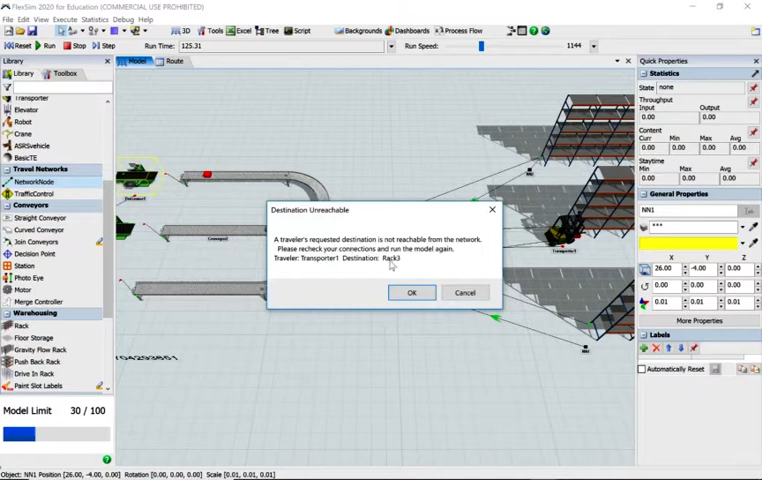 FlexSim 2020 for Education (COMMERCIAL USE PROHIBITED)
File Edit View Execute Statistics Debug Help
3D Tools Excel Tree Script Backgrounds Dashboards Process Flow
Reset Run Stop Step Run Time: 125.31 Run Speed: 1144
Library
Library Toolbox
Transporter
Elevator
Robot
Crane
ASRSvehicle
BasicTE
Travel Networks
NetworkNode
TrafficControl
Conveyors
Straight Conveyor
Curved Conveyor
Join Conveyors
Decision Point
Station
Photo Eye
Motor
Merge Controller
Warehousing
Rack
Floor Storage
Gravity Flow Rack
Push Back Rack
Drive In Rack
Paint Slot Labels
Model Limit 30 / 100
Model Route
Destination Unreachable
A traveler's requested destination is not reachable from the network.
Please recheck your connections and run the model again.
Traveler: Transporter1 Destination: Rack3
OK Cancel
Quick Properties
Statistics
State none
Throughput
Input Output
0.00 0.00
Content
Curr Min Max Avg
0.00 0.00 0.00 0.00
Staytime
Min Max Avg
0.00 0.00 0.00
General Properties
NN1
***
X Y Z
26.00 -4.00 0.00
0.00 0.00 0.00
0.01 0.01 0.01
More Properties
Labels
Automatically Reset
Object: NN1 Position [26.00, -4.00, 0.00] Rotation [0.00, 0.00, 0.00] Scale [0.01, 0.01, 0.01]